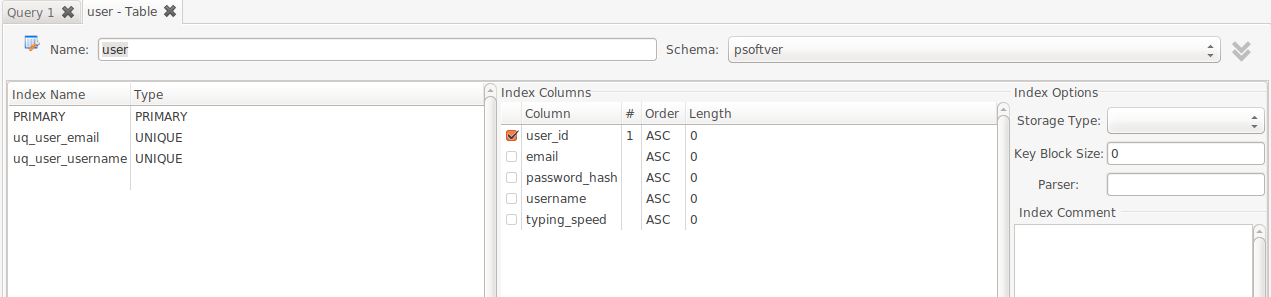 Query 1 user - Table
Name: user Schema: psoftver
Index Name Type
PRIMARY PRIMARY
uq_user_email UNIQUE
uq_user_username UNIQUE
Index Columns
Column # Order Length
user_id 1 ASC 0
email ASC 0
password_hash ASC 0
username ASC 0
typing_speed ASC 0
Index Options
Storage Type:
Key Block Size: 0
Parser:
Index Comment